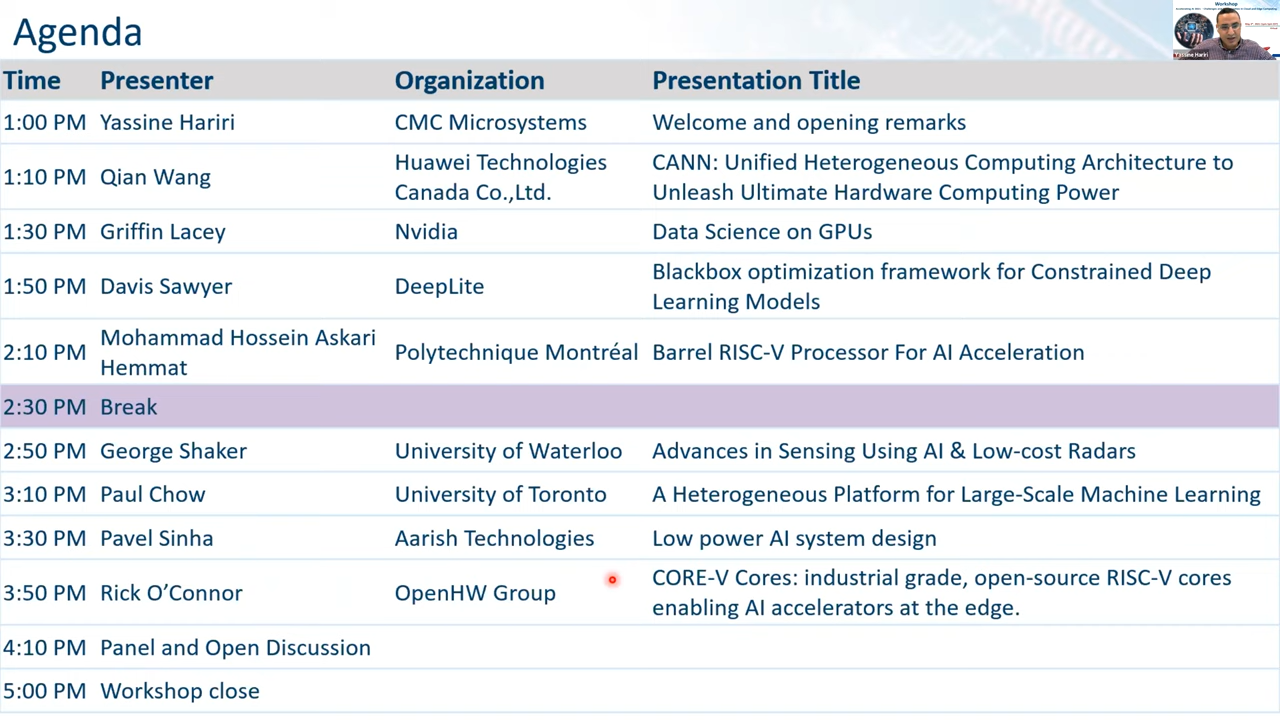 Agenda
Workshop
Yassine Hariri
Time Presenter Organization Presentation Title
1:00 PM Yassine Hariri CMC Microsystems Welcome and opening remarks
1:10 PM Qian Wang Huawei Technologies Canada Co.,Ltd. CANN: Unified Heterogeneous Computing Architecture to
Unleash Ultimate Hardware Computing Power
1:30 PM Griffin Lacey Nvidia Data Science on GPUs
1:50 PM Davis Sawyer DeepLite Blackbox optimization framework for Constrained Deep
Learning Models
2:10 PM Mohammad Hossein Askari Hemmat Polytechnique Montréal Barrel RISC-V Processor For AI Acceleration
2:30 PM Break
2:50 PM George Shaker University of Waterloo Advances in Sensing Using AI & Low-cost Radars
3:10 PM Paul Chow University of Toronto A Heterogeneous Platform for Large-Scale Machine Learning
3:30 PM Pavel Sinha Aarish Technologies Low power AI system design
3:50 PM Rick O’Connor OpenHW Group CORE-V Cores: industrial grade, open-source RISC-V cores
enabling AI accelerators at the edge.
4:10 PM Panel and Open Discussion
5:00 PM Workshop close